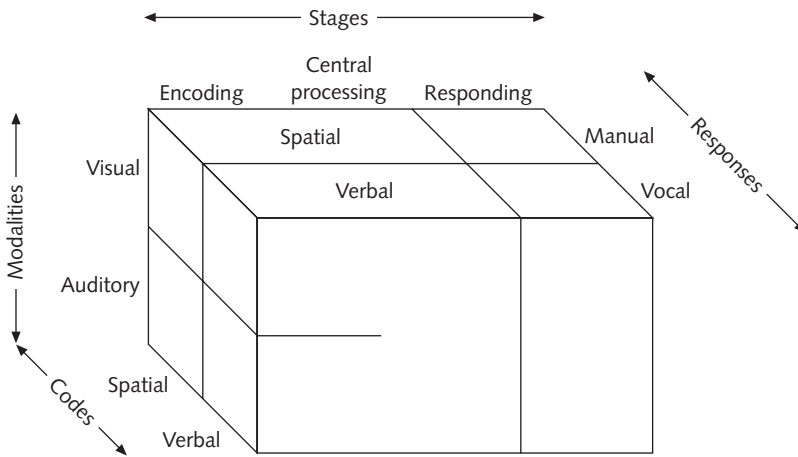 Stages
Central
Encoding processing Responding
Spatial
Manual
Visual
Verbal
Vocal
Responses
Modalities
Auditory
Spatial
Codes
Verbal